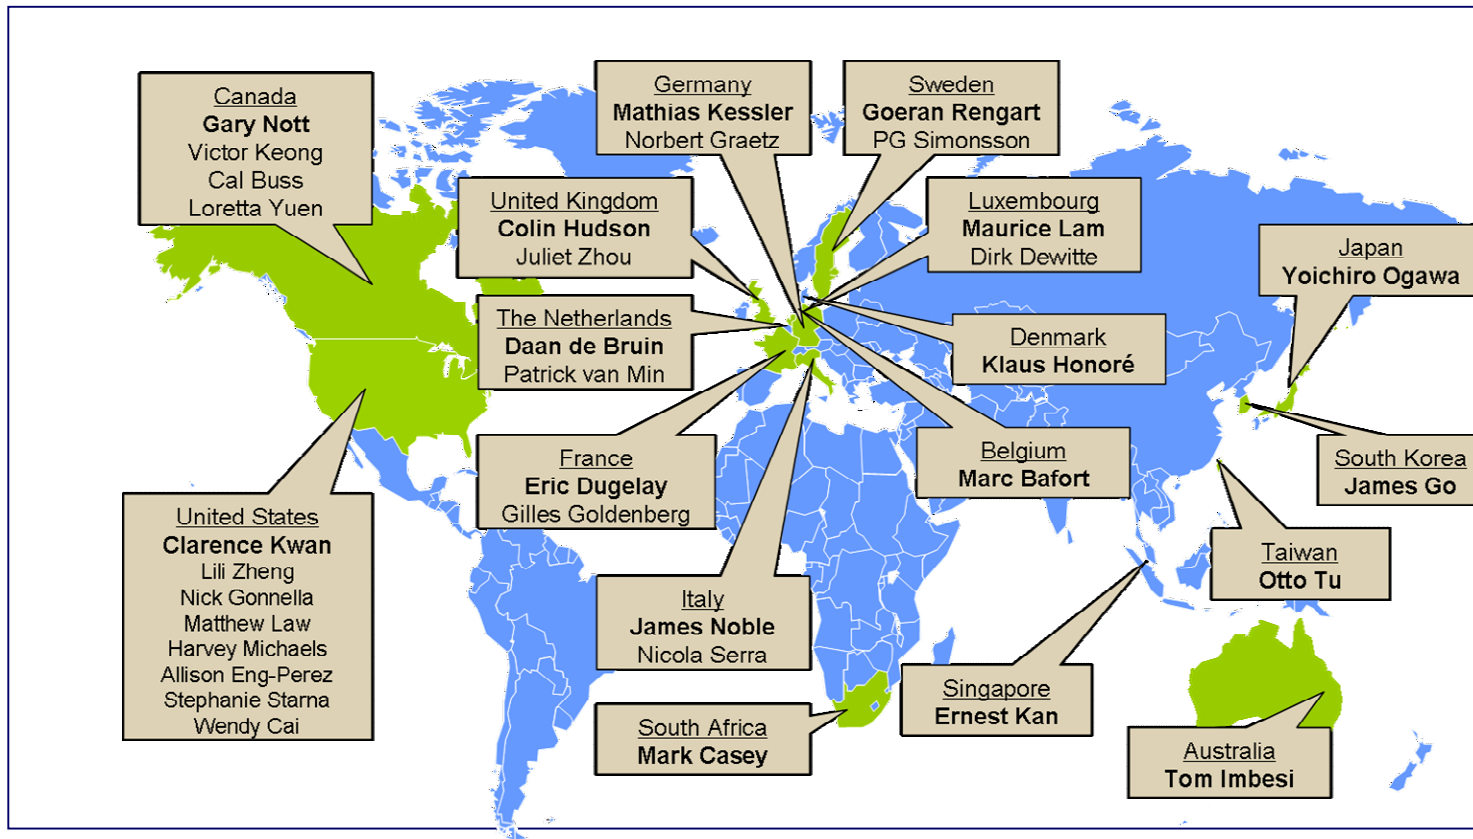 Canada
Gary Nott
Victor Keong
Cal Buss
Loretta Yuen
Germany
Mathias Kessler
Norbert Graetz
Sweden
Goeran Rengart
PG Simonsson
United Kingdom
Colin Hudson
Juliet Zhou
Luxembourg
Maurice Lam
Dirk Dewitte
Japan
Yoichiro Ogawa
The Netherlands
Daan de Bruin
Patrick van Min
Denmark
Klaus Honoré
France
Eric Dugelay
Gilles Goldenberg
Belgium
Marc Bafort
South Korea
James Go
United States
Clarence Kwan
Lili Zheng
Nick Gonnella
Matthew Law
Harvey Michaels
Allison Eng-Perez
Stephanie Starna
Wendy Cai
Taiwan
Otto Tu
Italy
James Noble
Nicola Serra
Singapore
Ernest Kan
South Africa
Mark Casey
Australia
Tom Imbesi